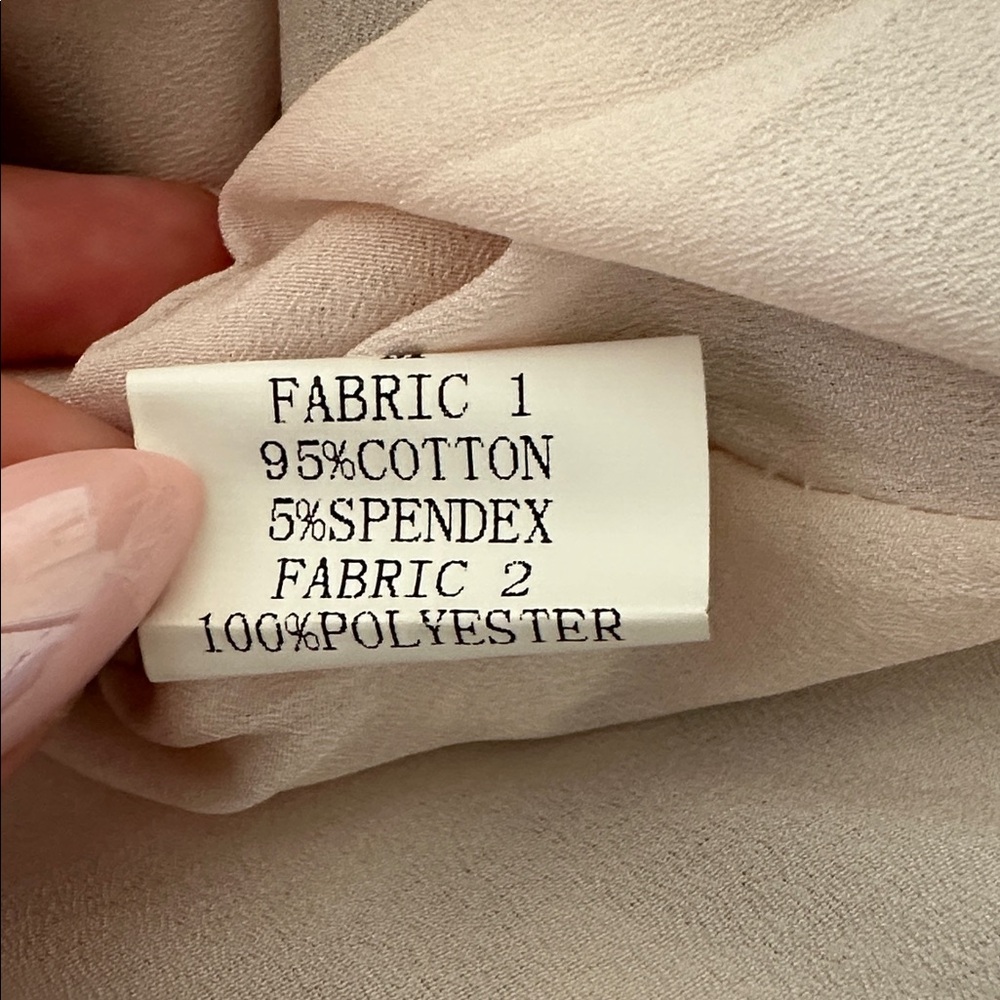 FABRIC 1
95%COTTON
5%SPENDEX
FABRIC 2
100%POLYESTER